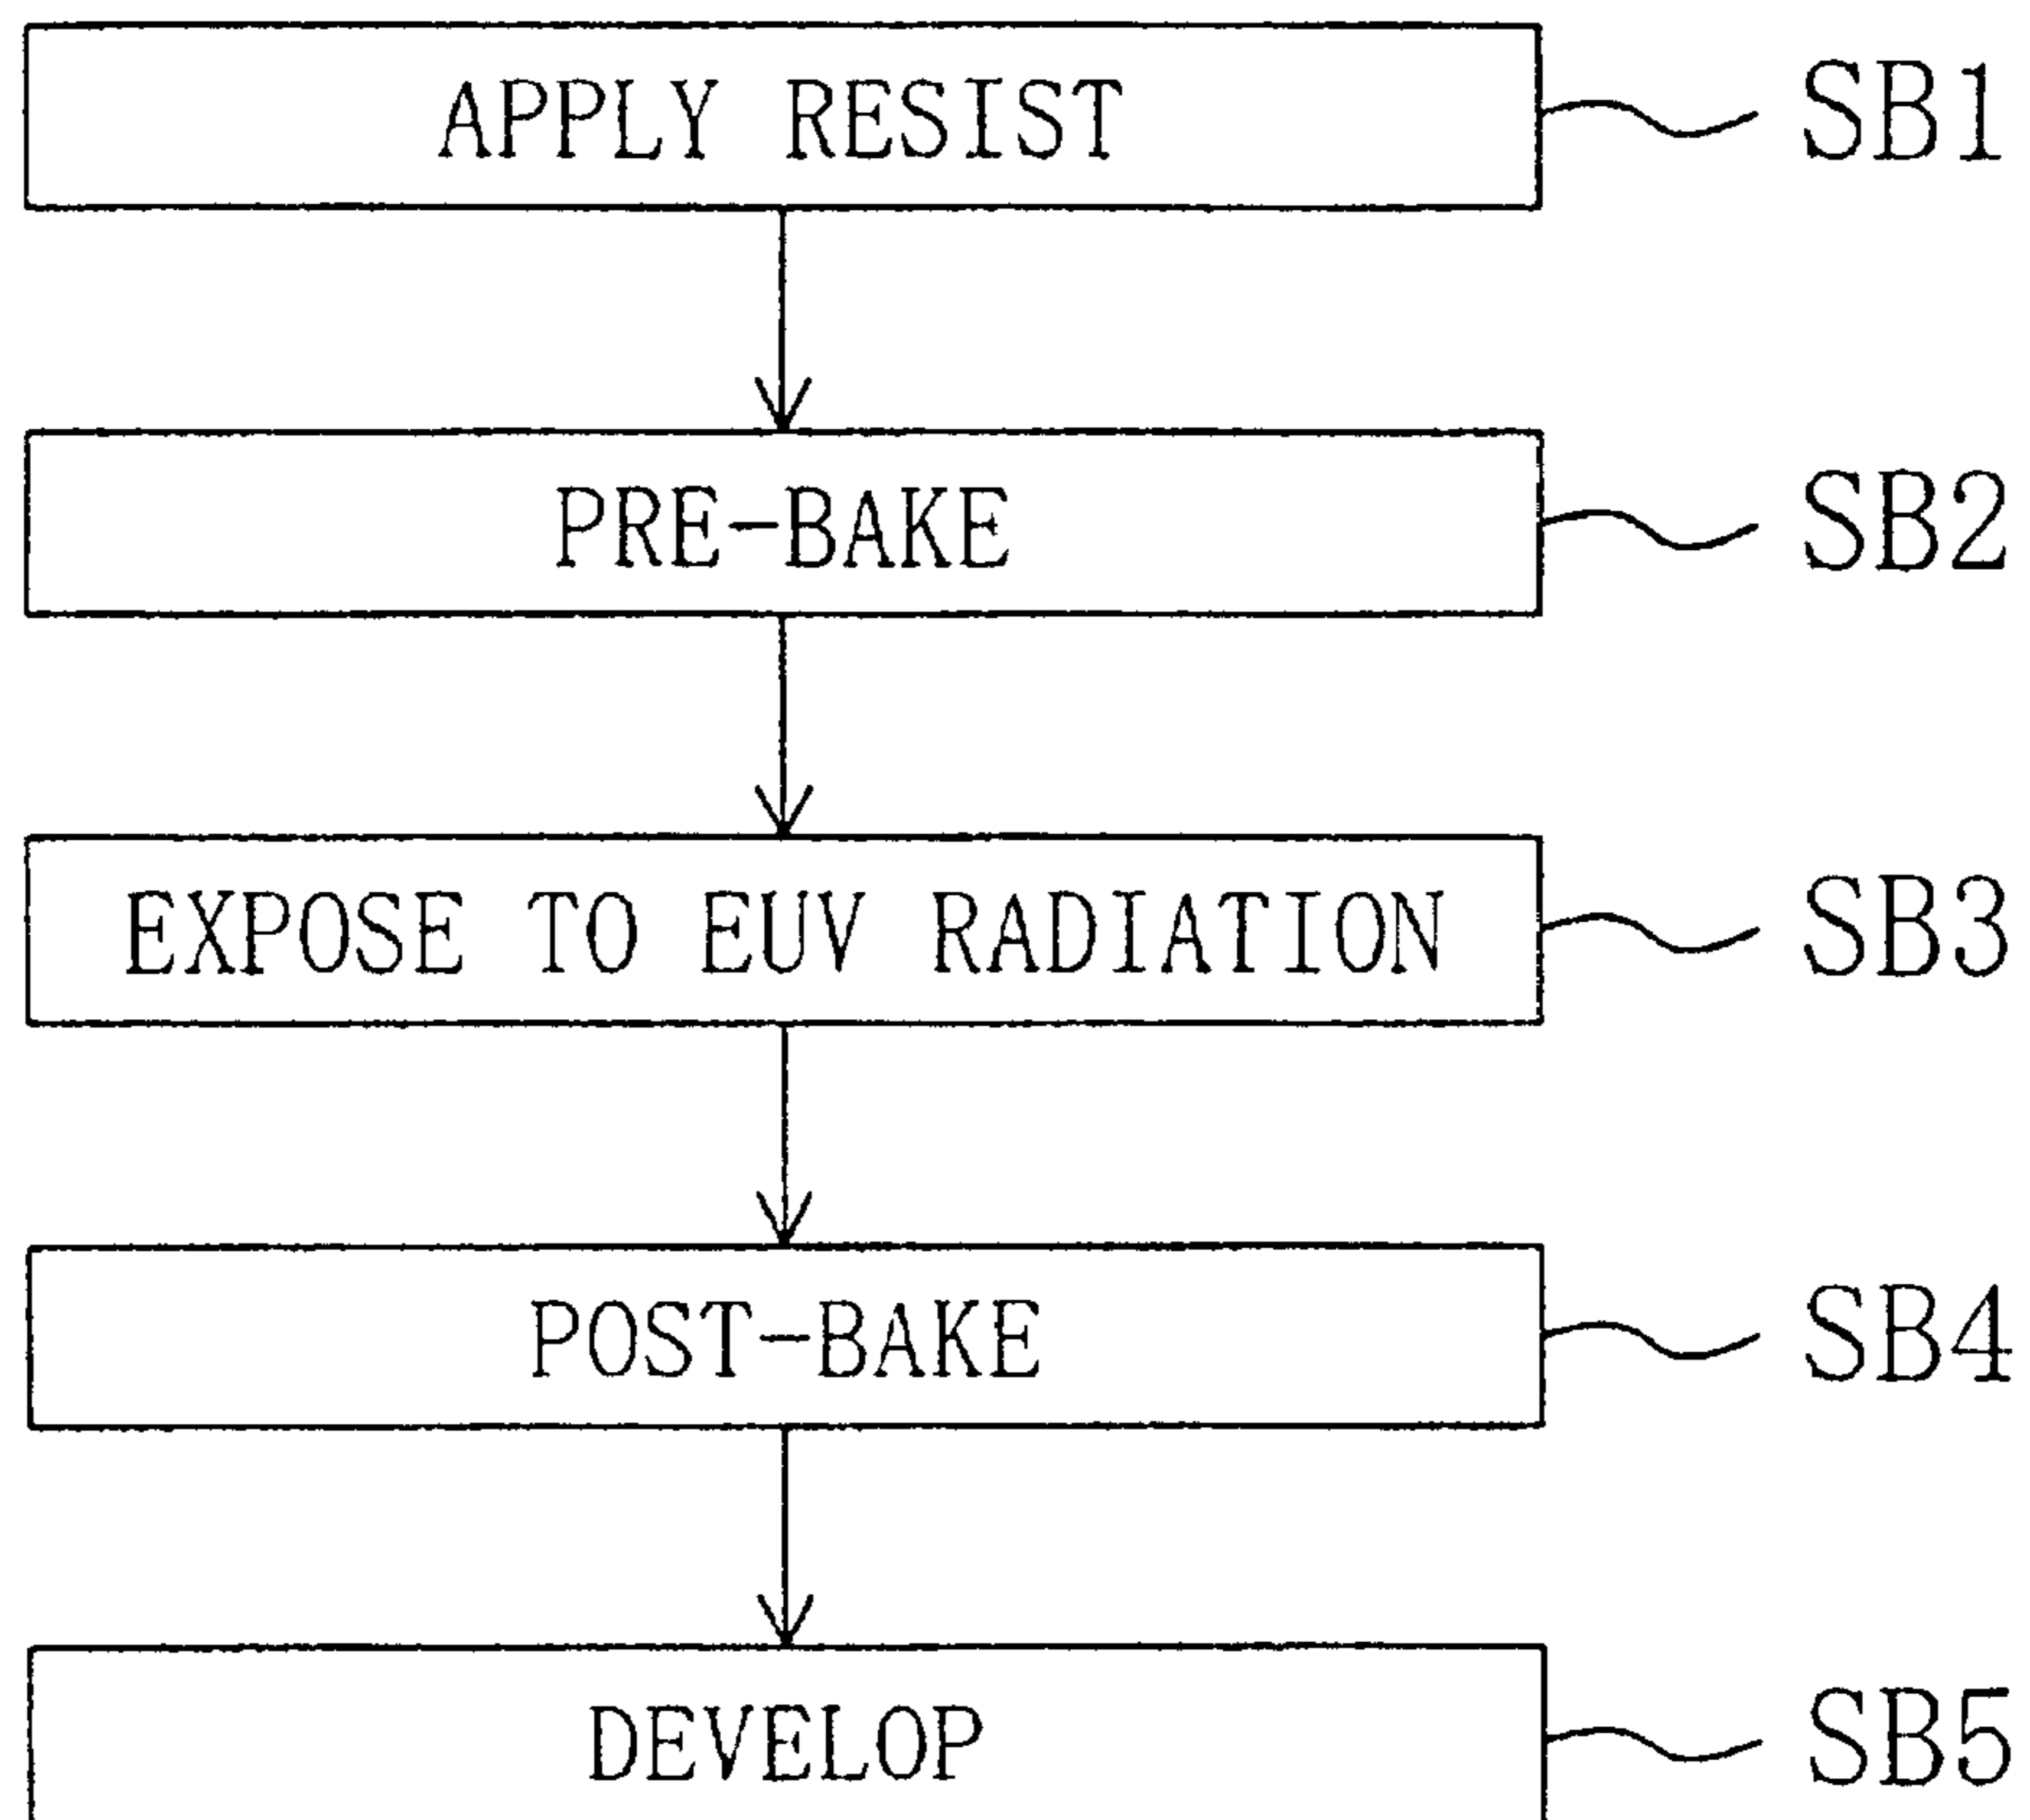 APPLY RESIST SB1
PRE-BAKE SB2
EXPOSE TO EUV RADIATION SB3
POST-BAKE SB4
DEVELOP SB5